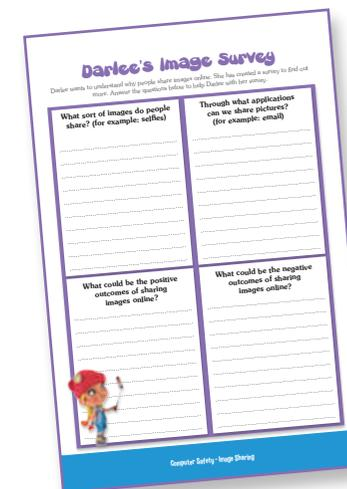 Darlee's Image Survey
Darlee wants to understand why people share images online. She has created a survey to find out
more. Answer the questions below to help Darlee with her survey.
What sort of images do people
share? (for example: selfies)
Through what applications
can we share pictures?
(for example: email)
What could be the positive
outcomes of sharing
images online?
What could be the negative
outcomes of sharing
images online?
Computer Safety - Image Sharing